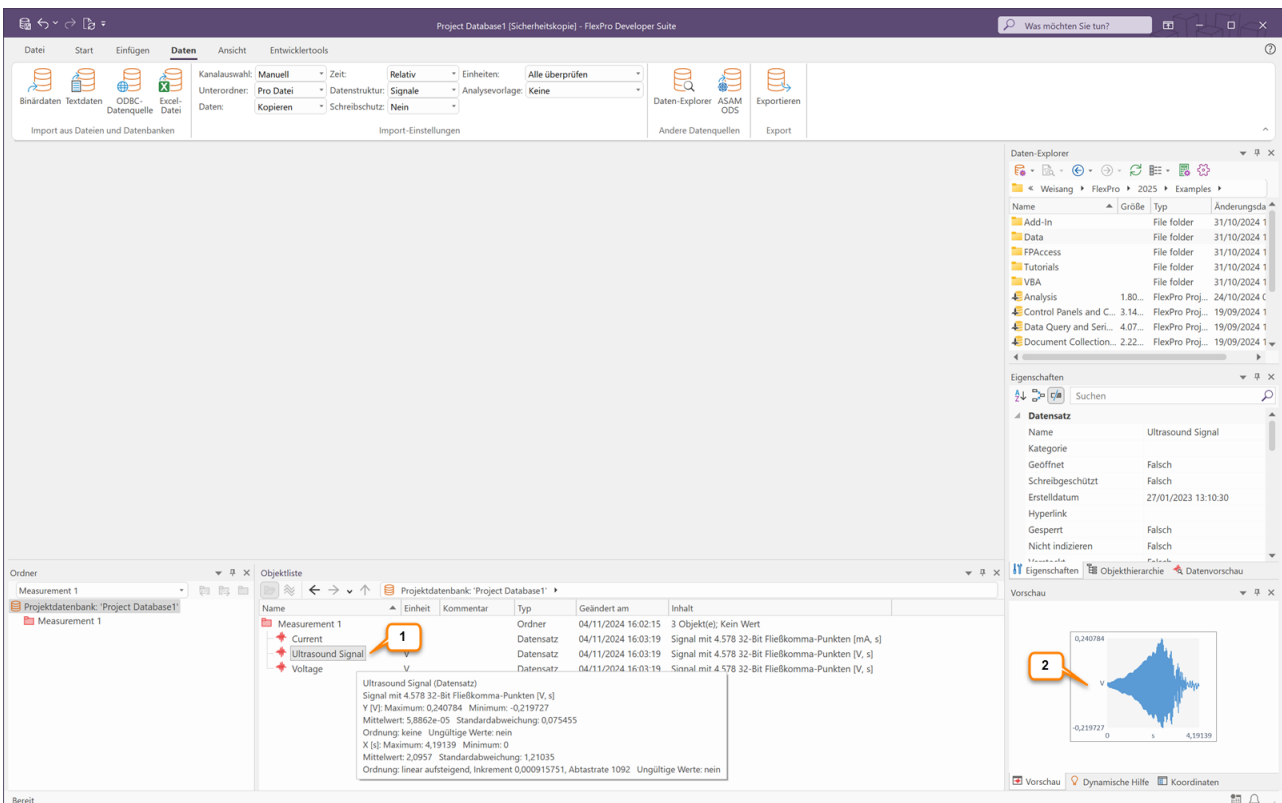 Project Database1 [Sicherheitskopie] - FlexPro Developer Suite
Was möchten Sie tun?
Datei Start Einfügen Daten Ansicht Entwicklertools
Binärdaten Textdaten ODBC-Datenquelle Excel-Datei
Import aus Dateien und Datenbanken
Kanalauswahl: Manuell Zeit: Relativ Einheiten: Alle überprüfen
Unterordner: Pro Datei Datenstruktur: Signale Analysevorlage: Keine
Daten: Kopieren Schreibschutz: Nein
Import-Einstellungen
Daten-Explorer ASAM ODS
Andere Datenquellen
Exportieren
Export
Daten-Explorer
« Weisang FlexPro 2025 Examples
Name Größe Typ Änderungsda
Add-In File folder 31/10/2024 1
Data File folder 31/10/2024 1
FPAccess File folder 31/10/2024 1
Tutorials File folder 31/10/2024 1
VBA File folder 31/10/2024 1
Analysis 1.80... FlexPro Proj... 24/10/2024
Control Panels and C... 3.14... FlexPro Proj... 19/09/2024 1
Data Query and Seri... 4.07... FlexPro Proj... 19/09/2024 1
Document Collection... 2.22... FlexPro Proj... 19/09/2024 1
Eigenschaften
Suchen
Datensatz
Name Ultrasound Signal
Kategorie
Geöffnet Falsch
Schreibgeschützt Falsch
Erstelldatum 27/01/2023 13:10:30
Hyperlink
Gesperrt Falsch
Nicht indizieren Falsch
Eigenschaften Objekthierarchie Datenvorschau
Ordner
Measurement 1
Projektdatenbank: 'Project Database1'
Measurement 1
Objektliste
Projektdatenbank: 'Project Database1'
Name Einheit Kommentar Typ Geändert am Inhalt
Measurement 1 Ordner 04/11/2024 16:02:15 3 Objekt(e); Kein Wert
Current Datensatz 04/11/2024 16:03:19 Signal mit 4.578 32-Bit Fließkomma-Punkten [mA, s]
Ultrasound Signal V Datensatz 04/11/2024 16:03:19 Signal mit 4.578 32-Bit Fließkomma-Punkten [V, s]
Voltage V Datensatz 04/11/2024 16:03:19 Signal mit 4.578 32-Bit Fließkomma-Punkten [V, s]
1
Ultrasound Signal (Datensatz)
Signal mit 4.578 32-Bit Fließkomma-Punkten [V, s]
Y [V]: Maximum: 0,240784 Minimum: -0,219727
Mittelwert: 5,8862e-05 Standardabweichung: 0,075455
Ordnung: keine Ungültige Werte: nein
X [s]: Maximum: 4,19139 Minimum: 0
Mittelwert: 2,0957 Standardabweichung: 1,21035
Ordnung: linear aufsteigend, Inkrement 0,000915751, Abtastrate 1092 Ungültige Werte: nein
Vorschau
0,240784
2
V
-0,219727
0 s 4,19139
Vorschau Dynamische Hilfe Koordinaten
Bereit